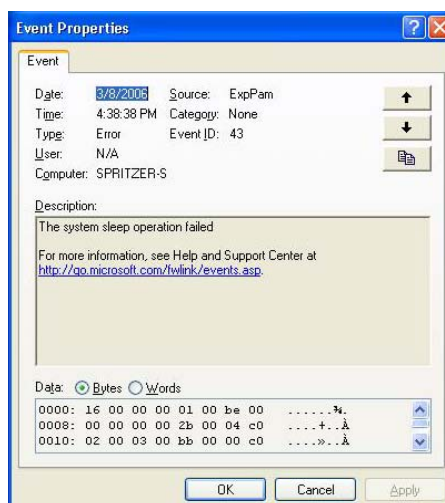 Event Properties
Event
Date: 3/8/2006 Source: ExpPam
Time: 4:38:38 PM Category: None
Type: Error Event ID: 43
User: N/A
Computer: SPRITZER-S
Description:
The system sleep operation failed
For more information, see Help and Support Center at
http://go.microsoft.com/fwlink/events.asp.
Data: Bytes Words
0000: 16 00 00 00 01 00 be 00 ......¾.
0008: 00 00 00 00 2b 00 04 c0 ....+..À
0010: 02 00 03 00 bb 00 00 c0 ....»..À
OK Cancel Apply